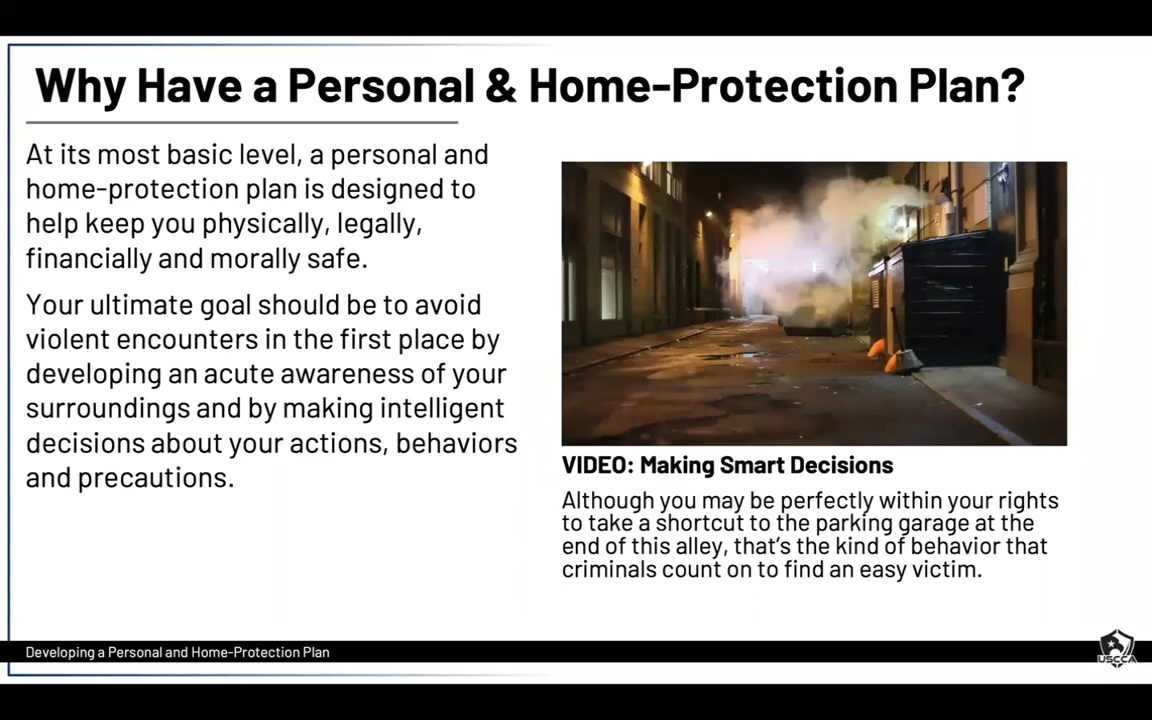 Why Have a Personal & Home-Protection Plan?
At its most basic level, a personal and
home-protection plan is designed to
help keep you physically, legally,
financially and morally safe.
Your ultimate goal should be to avoid
violent encounters in the first place by
developing an acute awareness of your
surroundings and by making intelligent
decisions about your actions, behaviors
and precautions.
VIDEO: Making Smart Decisions
Although you may be perfectly within your rights
to take a shortcut to the parking garage at the
end of this alley, that's the kind of behavior that
criminals count on to find an easy victim.
Developing a Personal and Home-Protection Plan
USCCA